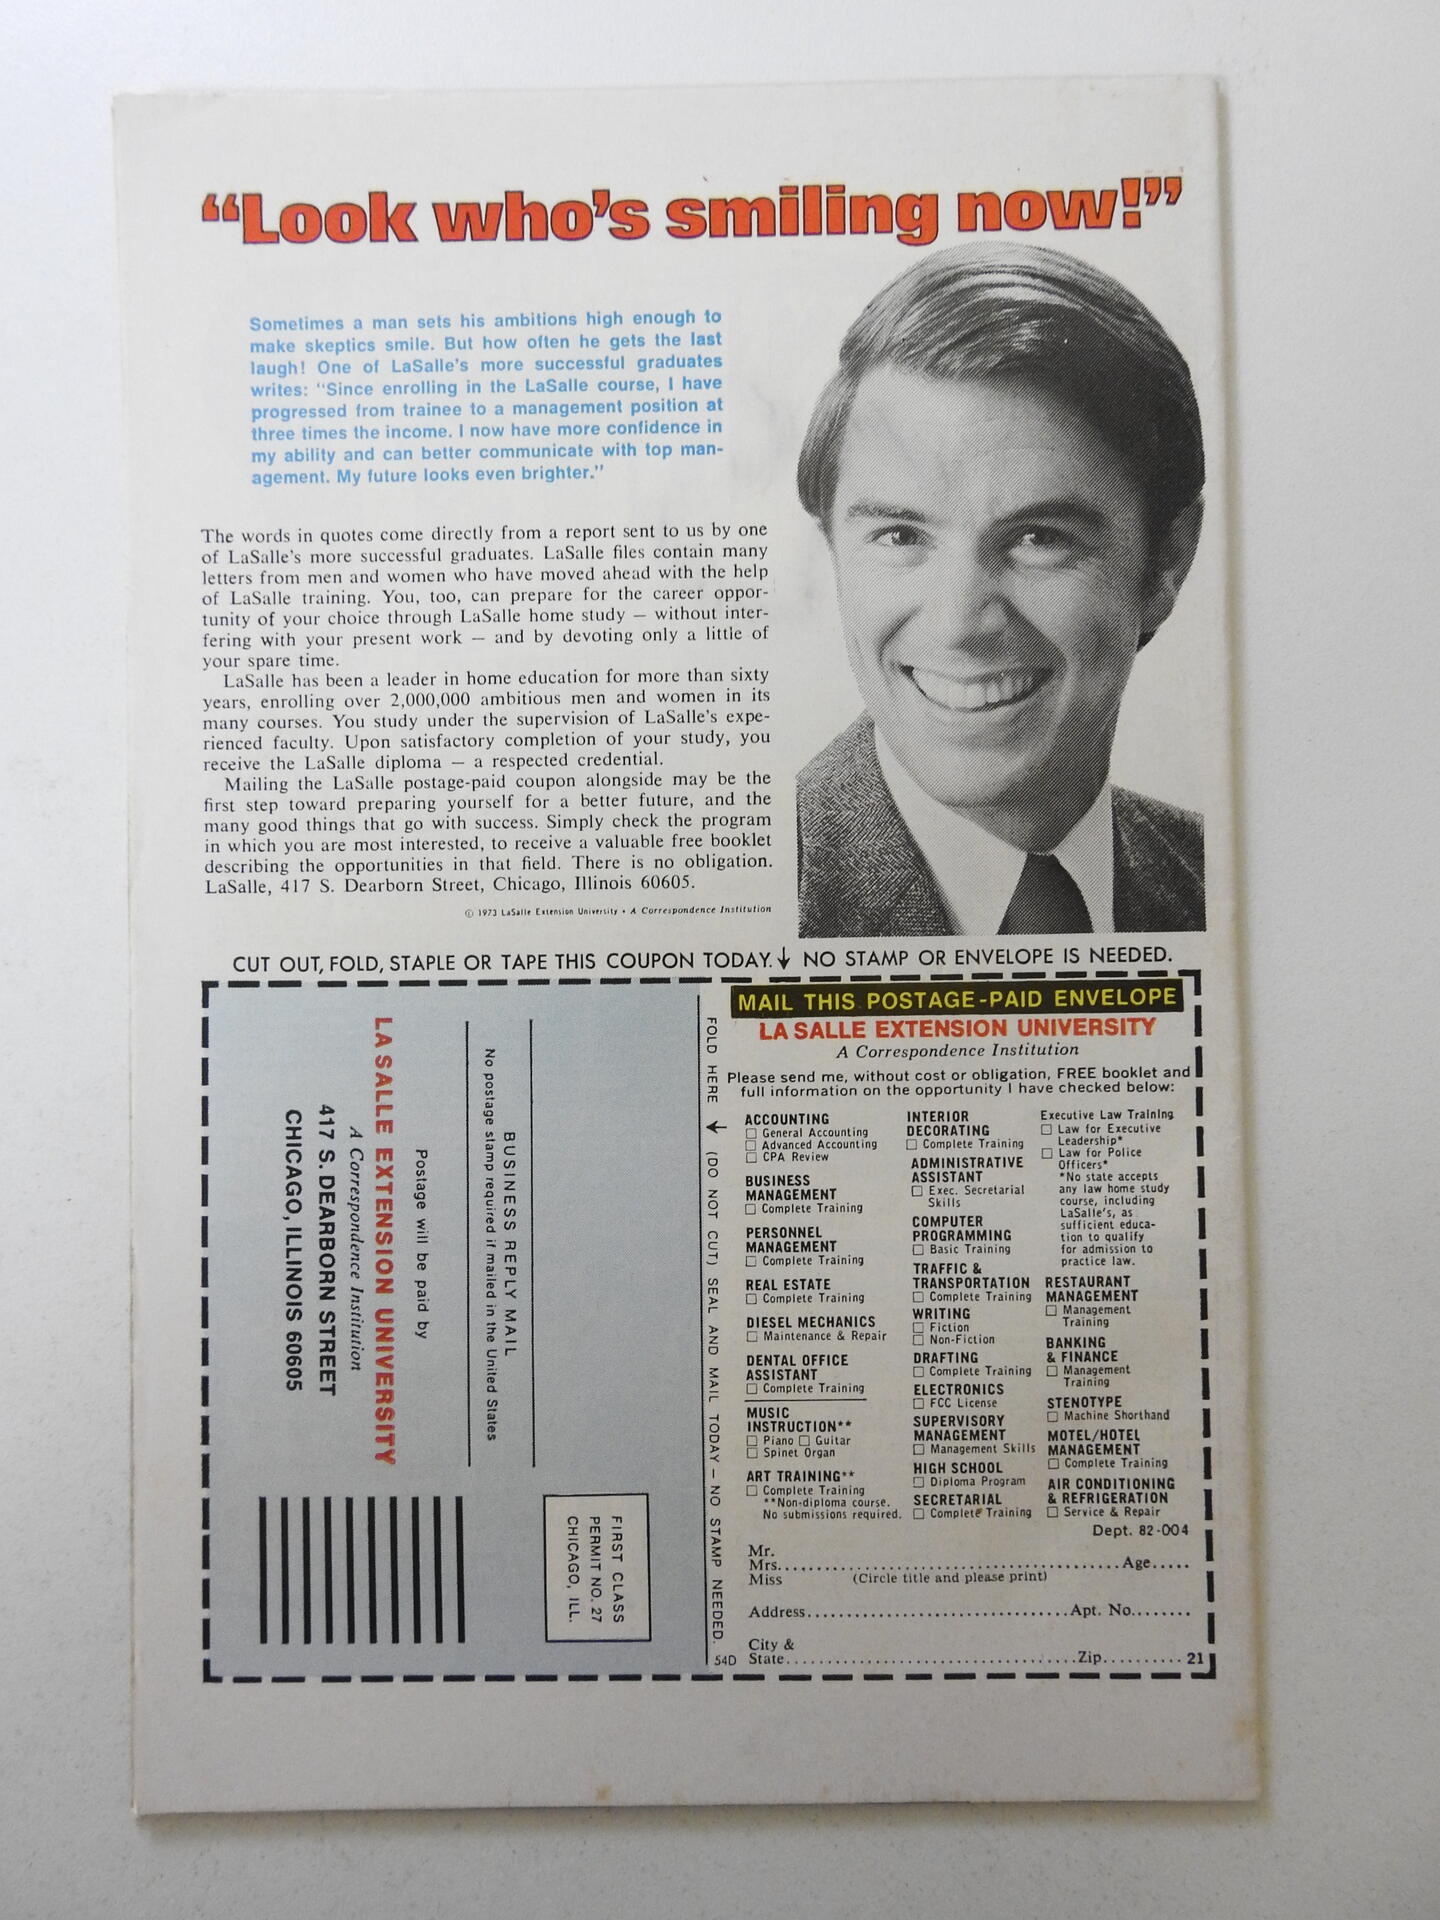 “Look who’s smiling now!”
Sometimes a man sets his ambitions high enough to
make skeptics smile. But how often he gets the last
laugh! One of LaSalle’s more successful graduates
writes: “Since enrolling in the LaSalle course, I have
progressed from trainee to a management position at
three times the income. I now have more confidence in
my ability and can better communicate with top man-
agement. My future looks even brighter.”
The words in quotes come directly from a report sent to us by one
of LaSalle’s more successful graduates. LaSalle files contain many
letters from men and women who have moved ahead with the help
of LaSalle training. You, too, can prepare for the career oppor-
tunity of your choice through LaSalle home study — without inter-
fering with your present work — and by devoting only a little of
your spare time.
LaSalle has been a leader in home education for more than sixty
years, enrolling over 2,000,000 ambitious men and women in its
many courses. You study under the supervision of LaSalle’s expe-
rienced faculty. Upon satisfactory completion of your study, you
receive the LaSalle diploma — a respected credential.
Mailing the LaSalle postage-paid coupon alongside may be the
first step toward preparing yourself for a better future, and the
many good things that go with success. Simply check the program
in which you are most interested, to receive a valuable free booklet
describing the opportunities in that field. There is no obligation.
LaSalle, 417 S. Dearborn Street, Chicago, Illinois 60605.
© 1973 LaSalle Extension University • A Correspondence Institution
CUT OUT, FOLD, STAPLE OR TAPE THIS COUPON TODAY. ↓ NO STAMP OR ENVELOPE IS NEEDED.
FIRST CLASS
PERMIT NO. 27
CHICAGO, ILL.
BUSINESS REPLY MAIL
No postage stamp required if mailed in the United States
Postage will be paid by
LA SALLE EXTENSION UNIVERSITY
A Correspondence Institution
417 S. DEARBORN STREET
CHICAGO, ILLINOIS 60605
FOLD HERE ↓ (DO NOT CUT) SEAL AND MAIL TODAY — NO STAMP NEEDED.
54D
MAIL THIS POSTAGE-PAID ENVELOPE
LA SALLE EXTENSION UNIVERSITY
A Correspondence Institution
Please send me, without cost or obligation, FREE booklet and
full information on the opportunity I have checked below:
ACCOUNTING
☐ General Accounting
☐ Advanced Accounting
☐ CPA Review
BUSINESS
MANAGEMENT
☐ Complete Training
PERSONNEL
MANAGEMENT
☐ Complete Training
REAL ESTATE
☐ Complete Training
DIESEL MECHANICS
☐ Maintenance & Repair
DENTAL OFFICE
ASSISTANT
☐ Complete Training
MUSIC
INSTRUCTION**
☐ Piano ☐ Guitar
☐ Spinet Organ
ART TRAINING**
☐ Complete Training
**Non-diploma course.
No submissions required.
INTERIOR
DECORATING
☐ Complete Training
ADMINISTRATIVE
ASSISTANT
☐ Exec. Secretarial
Skills
COMPUTER
PROGRAMMING
☐ Basic Training
TRAFFIC &
TRANSPORTATION
☐ Complete Training
WRITING
☐ Fiction
☐ Non-Fiction
DRAFTING
☐ Complete Training
ELECTRONICS
☐ FCC License
SUPERVISORY
MANAGEMENT
☐ Management Skills
HIGH SCHOOL
☐ Diploma Program
SECRETARIAL
☐ Complete Training
Executive Law Training
☐ Law for Executive
Leadership*
☐ Law for Police
Officers*
*No state accepts
any law home study
course, including
LaSalle’s, as
sufficient educa-
tion to qualify
for admission to
practice law.
RESTAURANT
MANAGEMENT
☐ Management
Training
BANKING
& FINANCE
☐ Management
Training
STENOTYPE
☐ Machine Shorthand
MOTEL/HOTEL
MANAGEMENT
☐ Complete Training
AIR CONDITIONING
& REFRIGERATION
☐ Service & Repair
Dept. 82-004
Mr.
Mrs. Age
Miss (Circle title and please print)
Address Apt. No.
City &
State Zip 21